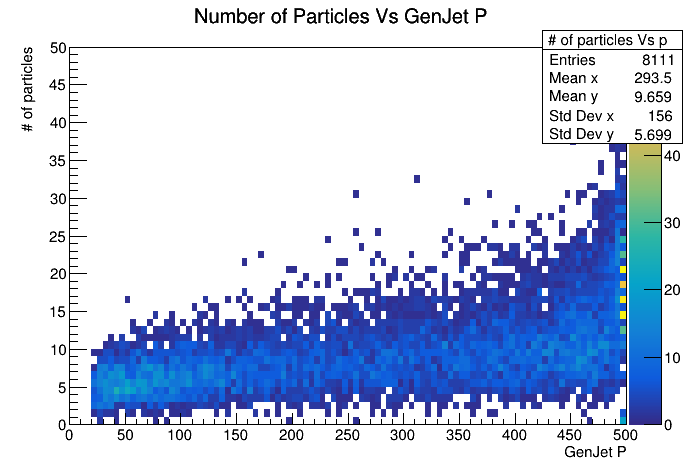 Number of Particles Vs GenJet P
# of particles Vs p
Entries 8111
Mean x 293.5
Mean y 9.659
Std Dev x 156
Std Dev y 5.699
# of particles
50
45
40
35
30
25
20
15
10
5
0
40
30
20
10
0
0 50 100 150 200 250 300 350 400 450 500
GenJet P